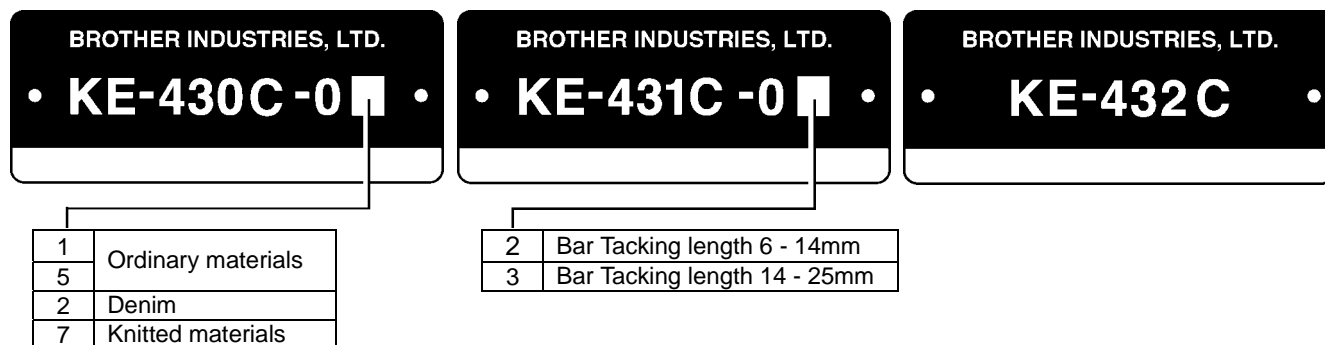 BROTHER INDUSTRIES, LTD.
KE-430C-0
BROTHER INDUSTRIES, LTD.
KE-431C-0
BROTHER INDUSTRIES, LTD.
KE-432C
1 Ordinary materials
5
2 Denim
7 Knitted materials
2 Bar Tacking length 6 - 14mm
3 Bar Tacking length 14 - 25mm